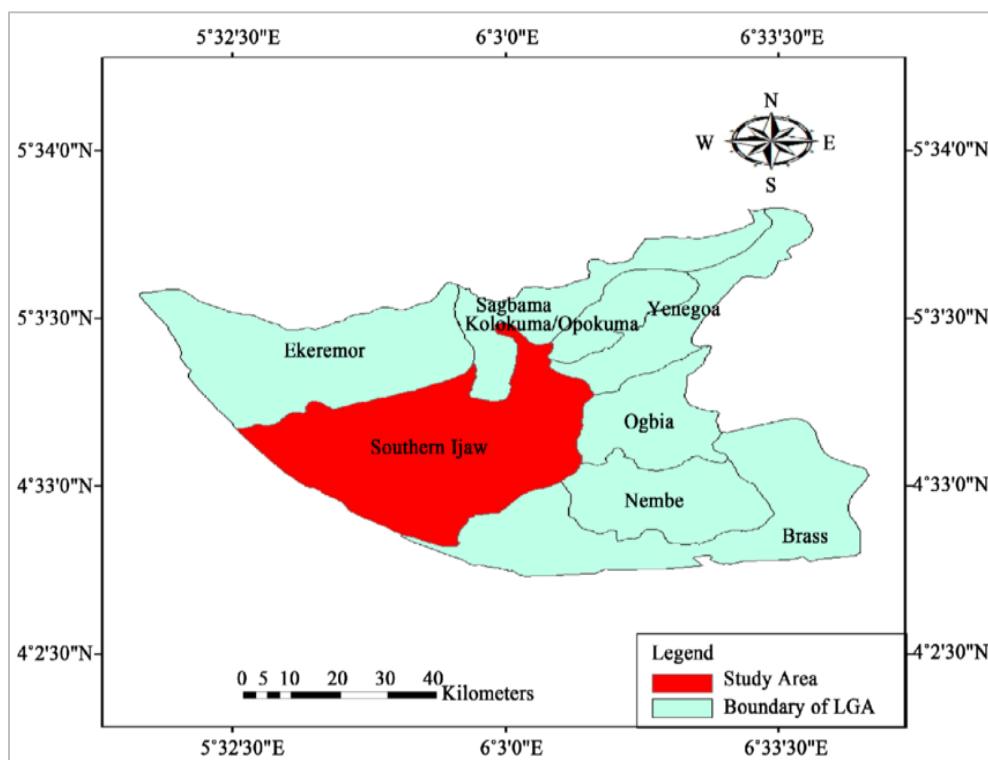 5°32'30"E 6°3'0"E 6°33'30"E
N
W E
S
5°34'0"N 5°34'0"N
Sagbama
5°3'30"N Kolokuma/Opokuma Yenegoa 5°3'30"N
Ekeremor
Ogbia
Southern Ijaw
4°33'0"N 4°33'0"N
Nembe
Brass
4°2'30"N 4°2'30"N
Legend
Study Area
Boundary of LGA
0 5 10 20 30 40
Kilometers
5°32'30"E 6°3'0"E 6°33'30"E